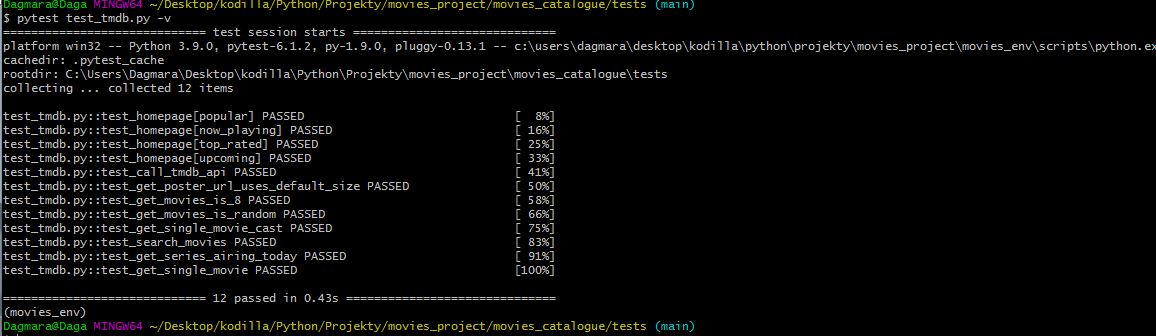 Dagmara@Daga MINGW64 ~/Desktop/kodilla/Python/Projekty/movies_project/movies_catalogue/tests (main)
$ pytest test_tmdb.py -v
============================= test session starts =============================
platform win32 -- Python 3.9.0, pytest-6.1.2, py-1.9.0, pluggy-0.13.1 -- c:\users\dagmara\desktop\kodilla\python\projekty\movies_project\movies_env\scripts\python.ex
cachedir: .pytest_cache
rootdir: C:\Users\Dagmara\Desktop\kodilla\Python\Projekty\movies_project\movies_catalogue\tests
collecting ... collected 12 items
test_tmdb.py::test_homepage[popular] PASSED [  8%]
test_tmdb.py::test_homepage[now_playing] PASSED [ 16%]
test_tmdb.py::test_homepage[top_rated] PASSED [ 25%]
test_tmdb.py::test_homepage[upcoming] PASSED [ 33%]
test_tmdb.py::test_call_tmdb_api PASSED [ 41%]
test_tmdb.py::test_get_poster_url_uses_default_size PASSED [ 50%]
test_tmdb.py::test_get_movies_is_8 PASSED [ 58%]
test_tmdb.py::test_get_movies_is_random PASSED [ 66%]
test_tmdb.py::test_get_single_movie_cast PASSED [ 75%]
test_tmdb.py::test_search_movies PASSED [ 83%]
test_tmdb.py::test_get_series_airing_today PASSED [ 91%]
test_tmdb.py::test_get_single_movie PASSED [100%]
============================= 12 passed in 0.43s ==============================
(movies_env)
Dagmara@Daga MINGW64 ~/Desktop/kodilla/Python/Projekty/movies_project/movies_catalogue/tests (main)